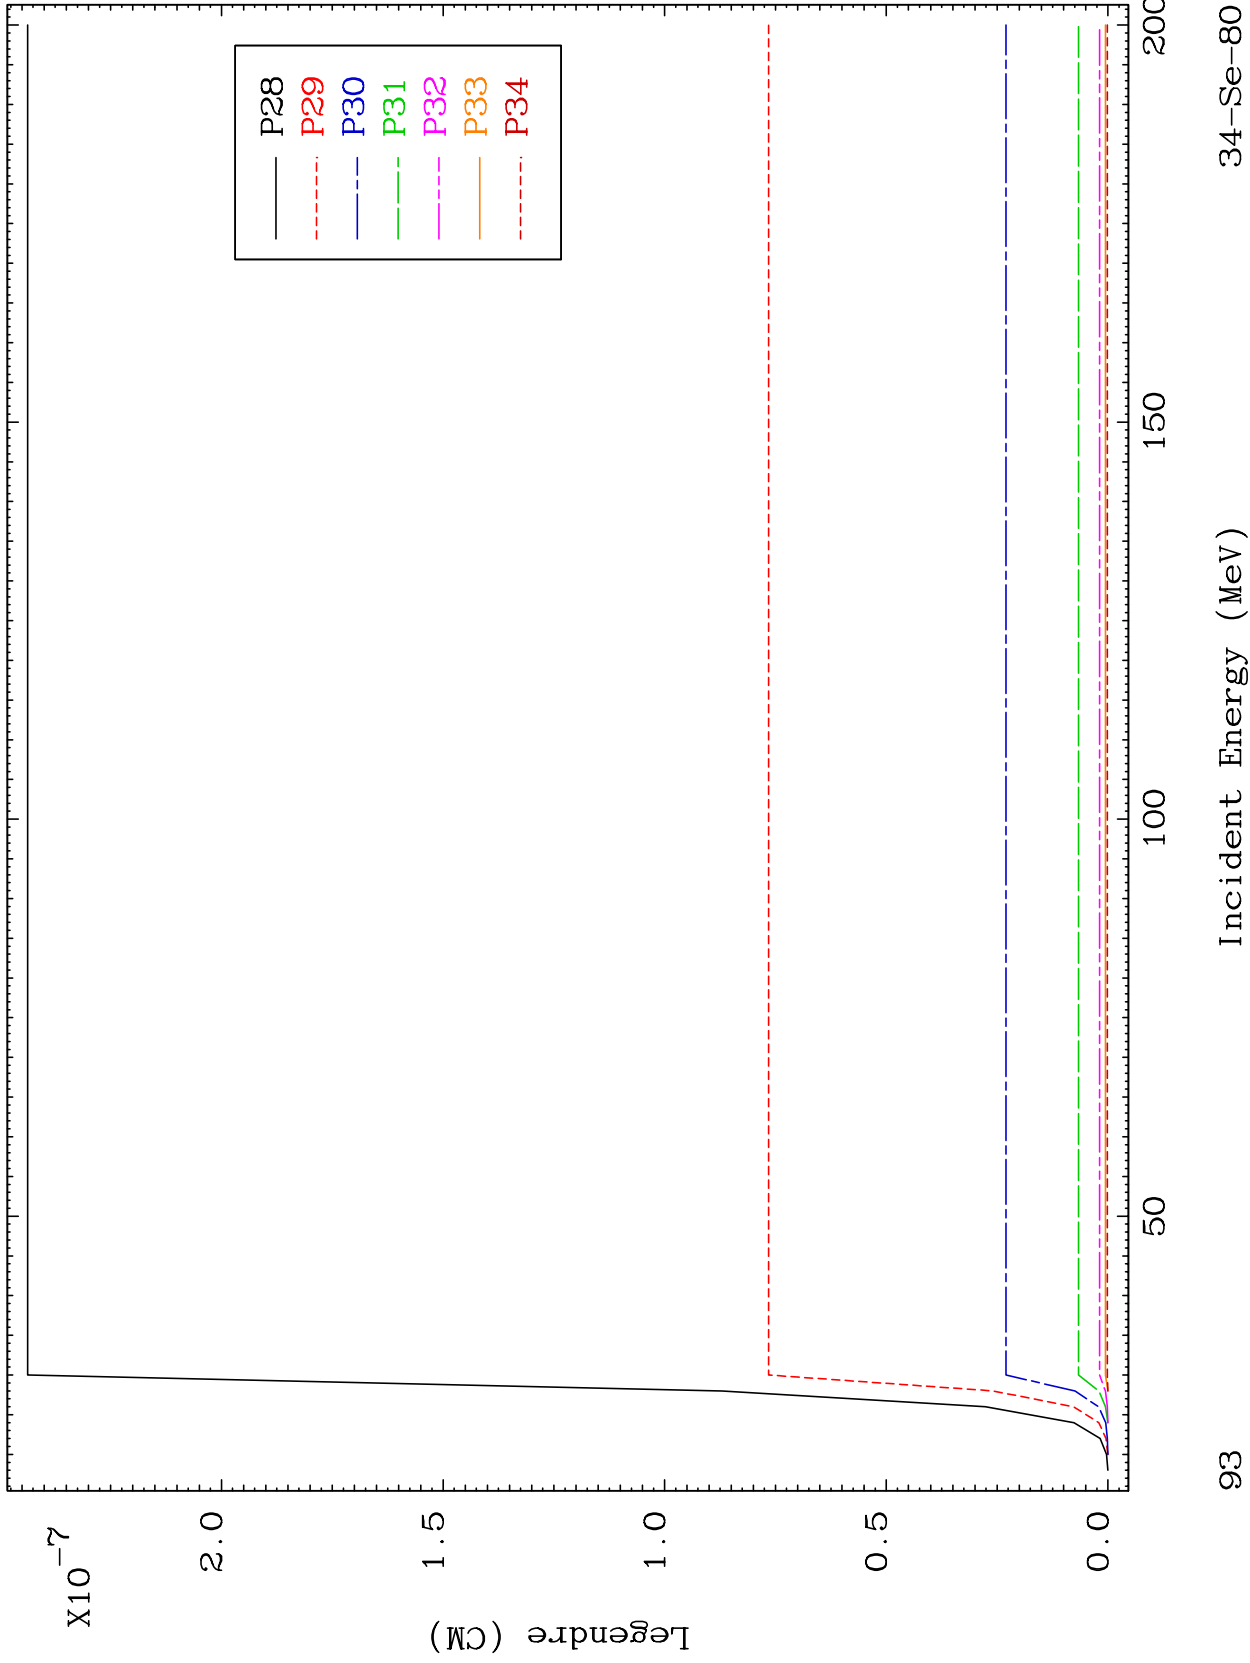 X10-7
2.0
1.5
1.0
0.5
0.0
Legendre (CM)
P28
P29
P30
P31
P32
P33
P34
50
100
150
200
93
Incident Energy (MeV)
34-Se-80